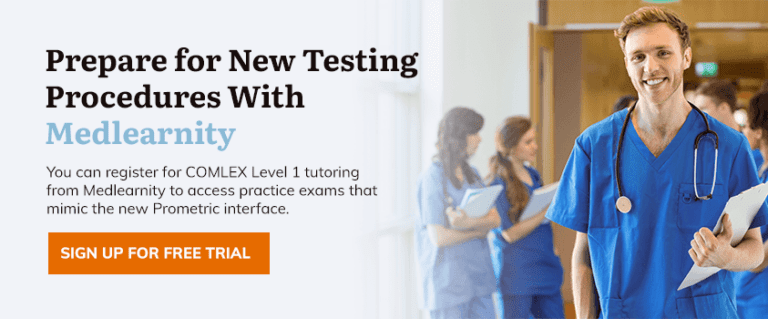 Prepare for New Testing
Procedures With
Medlearnity
You can register for COMLEX Level 1 tutoring
from Medlearnity to access practice exams that
mimic the new Prometric interface.
SIGN UP FOR FREE TRIAL